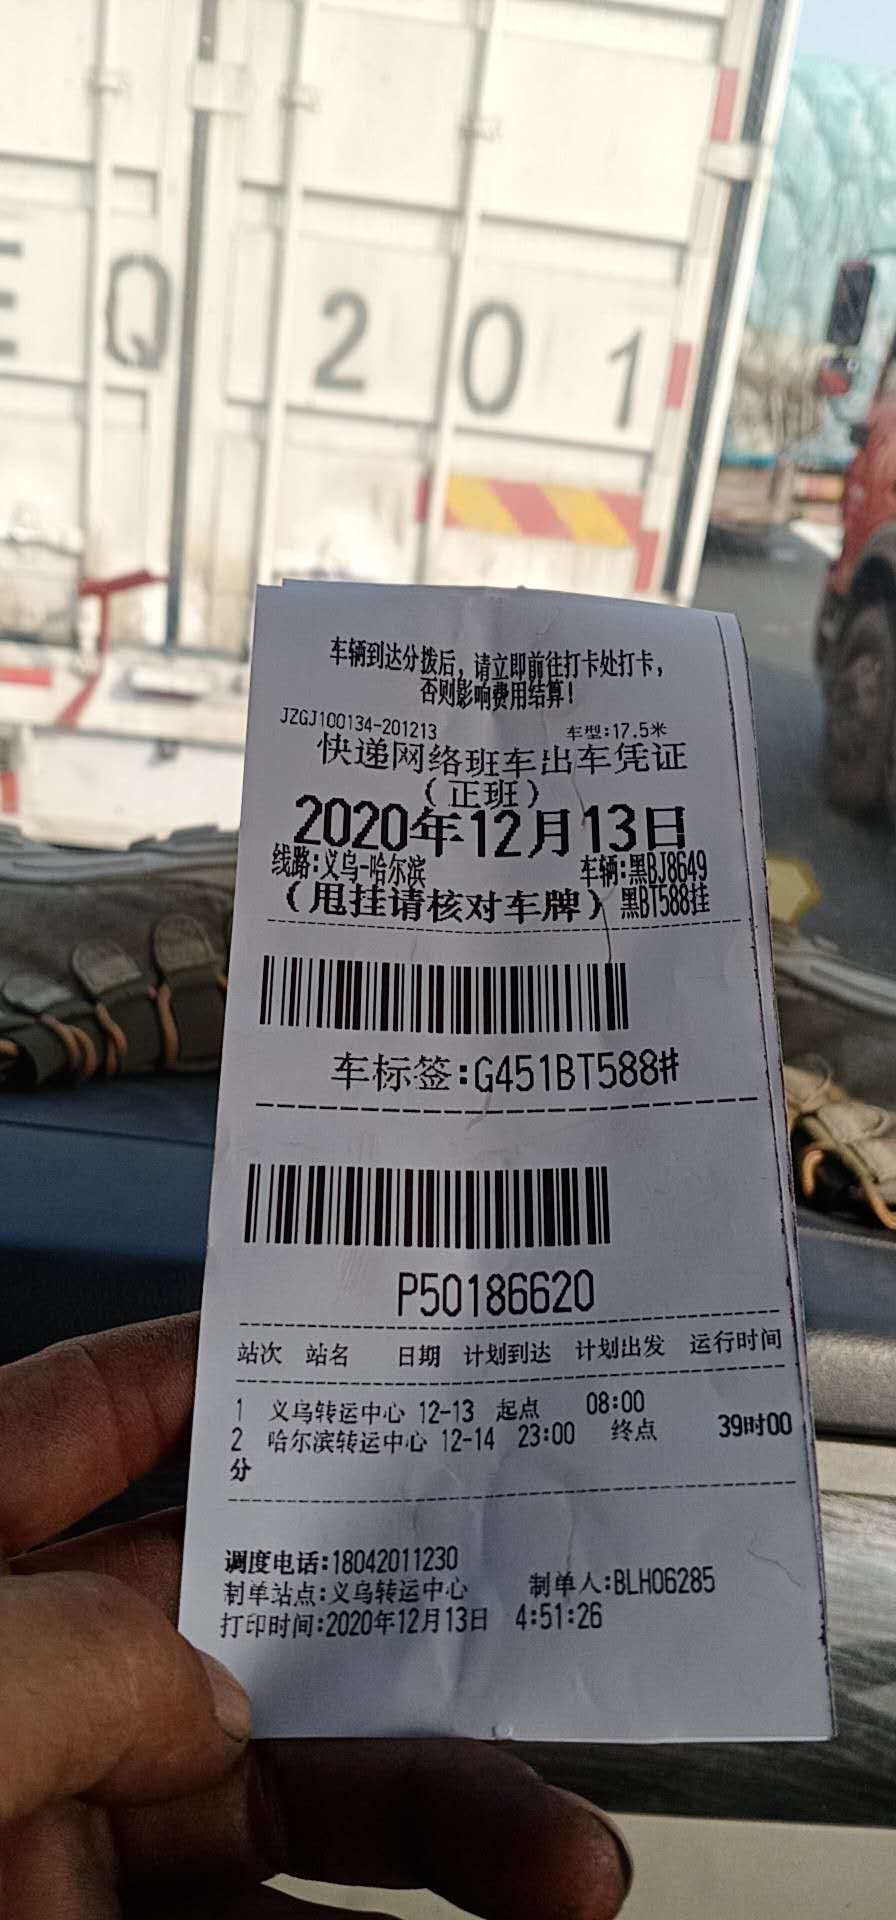 EQ 201
车辆到达分拨后，请立即前往打卡处打卡，
否则影响费用结算！
JZGJ100134-201213 车型:17.5米
快递网络班车出车凭证
（正班）
2020年12月13日
线路:义乌-哈尔滨 车辆:黑BJ8649
（甩挂请核对车牌） 黑BT588挂
车标签:G451BT588#
P50186620
站次 站名 日期 计划到达 计划出发 运行时间
1 义乌转运中心 12-13 起点 08:00
2 哈尔滨转运中心 12-14 23:00 终点 39时00
分
调度电话:18042011230
制单站点:义乌转运中心 制单人:BLH06285
打印时间:2020年12月13日 4:51:26